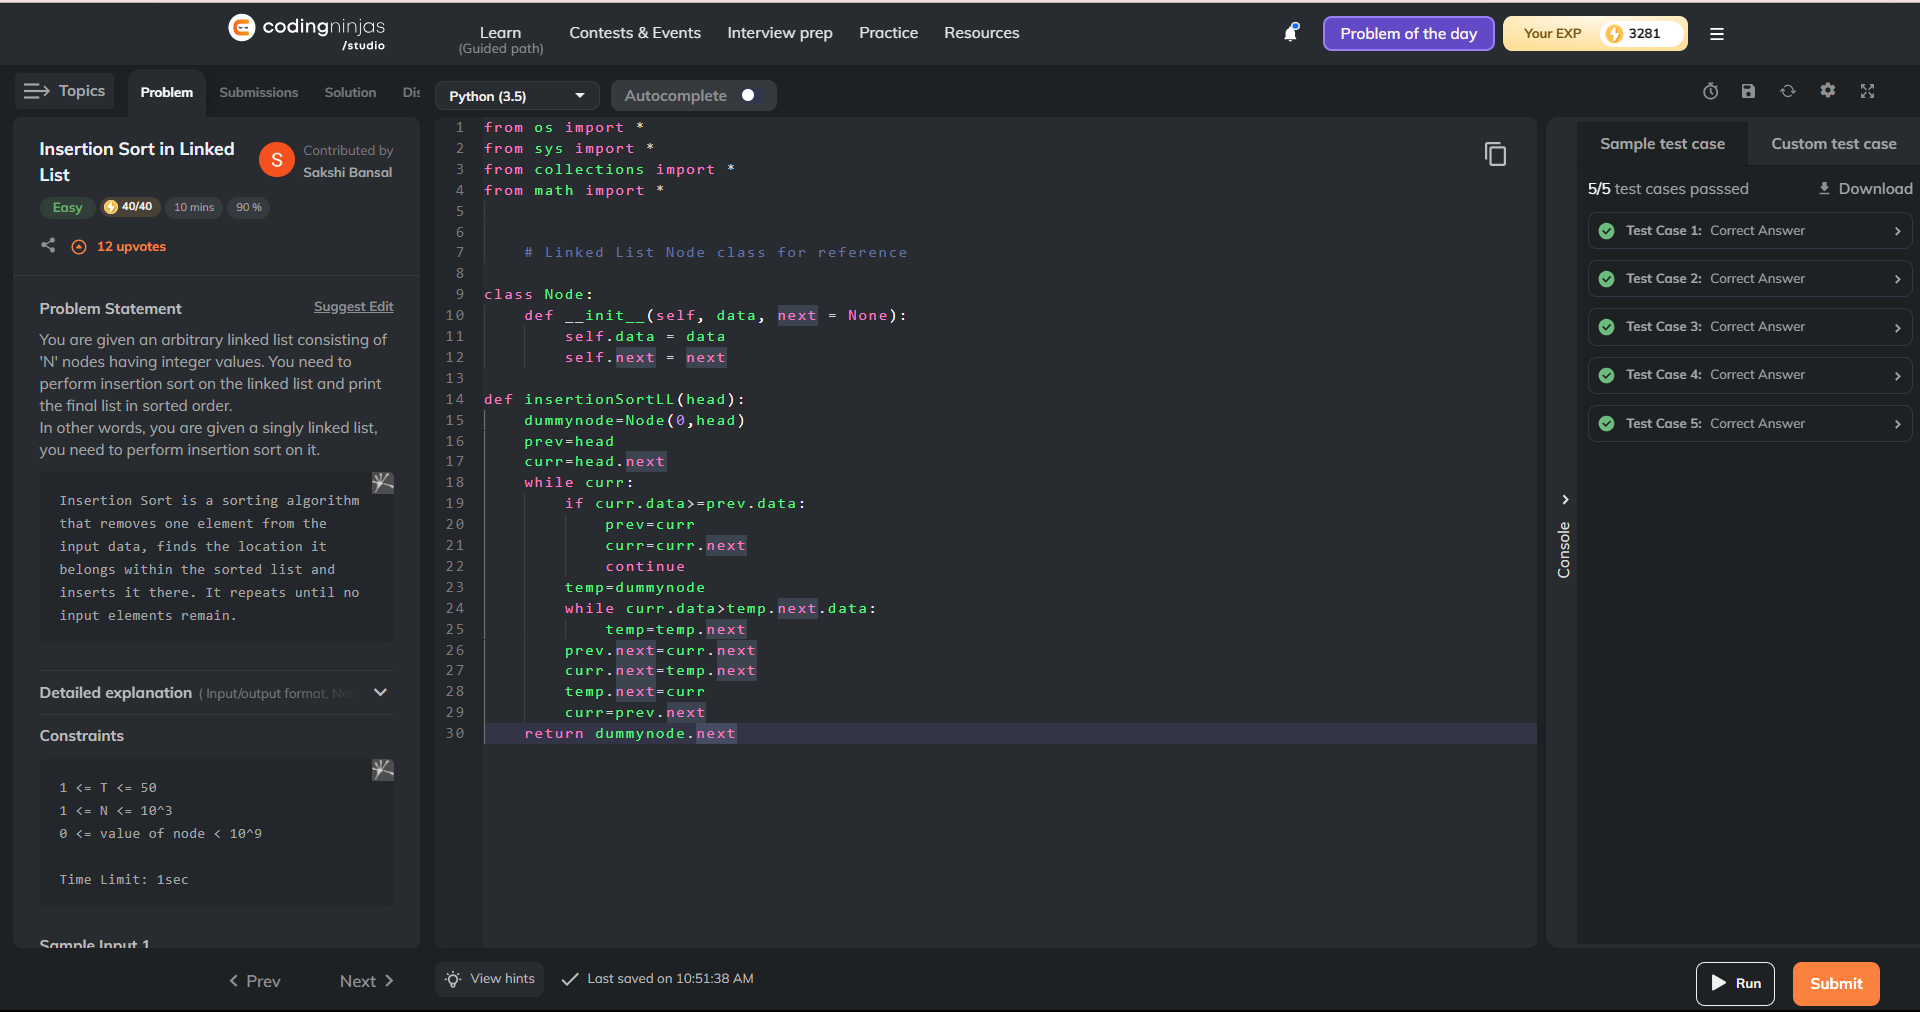 codingninjas
/studio
Learn
(Guided path)
Contests & Events
Interview prep
Practice
Resources
Problem of the day
Your EXP
3281
Topics
Problem
Submissions
Solution
Dis
Python (3.5)
Autocomplete
Insertion Sort in Linked
List
S
Contributed by
Sakshi Bansal
Easy
40/40
10 mins
90 %
12 upvotes
Problem Statement
Suggest Edit
You are given an arbitrary linked list consisting of
'N' nodes having integer values. You need to
perform insertion sort on the linked list and print
the final list in sorted order.
In other words, you are given a singly linked list,
you need to perform insertion sort on it.
Insertion Sort is a sorting algorithm
that removes one element from the
input data, finds the location it
belongs within the sorted list and
inserts it there. It repeats until no
input elements remain.
Detailed explanation ( Input/output format, Not
Constraints
1 <= T <= 50
1 <= N <= 10^3
0 <= value of node < 10^9
Time Limit: 1sec
Sample Input 1
Prev
Next
1 from os import *
2 from sys import *
3 from collections import *
4 from math import *
5
6
7 # Linked List Node class for reference
8
9 class Node:
10 def __init__(self, data, next = None):
11 self.data = data
12 self.next = next
13
14 def insertionSortLL(head):
15 dummynode=Node(0,head)
16 prev=head
17 curr=head.next
18 while curr:
19 if curr.data>=prev.data:
20 prev=curr
21 curr=curr.next
22 continue
23 temp=dummynode
24 while curr.data>temp.next.data:
25 temp=temp.next
26 prev.next=curr.next
27 curr.next=temp.next
28 temp.next=curr
29 curr=prev.next
30 return dummynode.next
View hints
Last saved on 10:51:38 AM
Console
Sample test case
Custom test case
5/5 test cases passsed
Download
Test Case 1: Correct Answer
Test Case 2: Correct Answer
Test Case 3: Correct Answer
Test Case 4: Correct Answer
Test Case 5: Correct Answer
Run
Submit